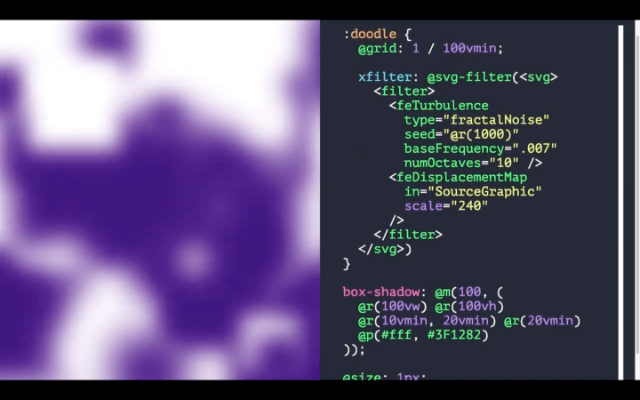 :doodle {
@grid: 1 / 100vmin;
xfilter: @svg-filter(<svg>
<filter>
<feTurbulence
type="fractalNoise"
seed="@r(1000)"
baseFrequency=".007"
numOctaves="10" />
<feDisplacementMap
in="SourceGraphic"
scale="240"
/>
</filter>
</svg>)
}
box-shadow: @m(100, (
@r(100vw) @r(100vh)
@r(10vmin, 20vmin) @r(20vmin)
@p(#fff, #3F1282)
));
@size: 1px;